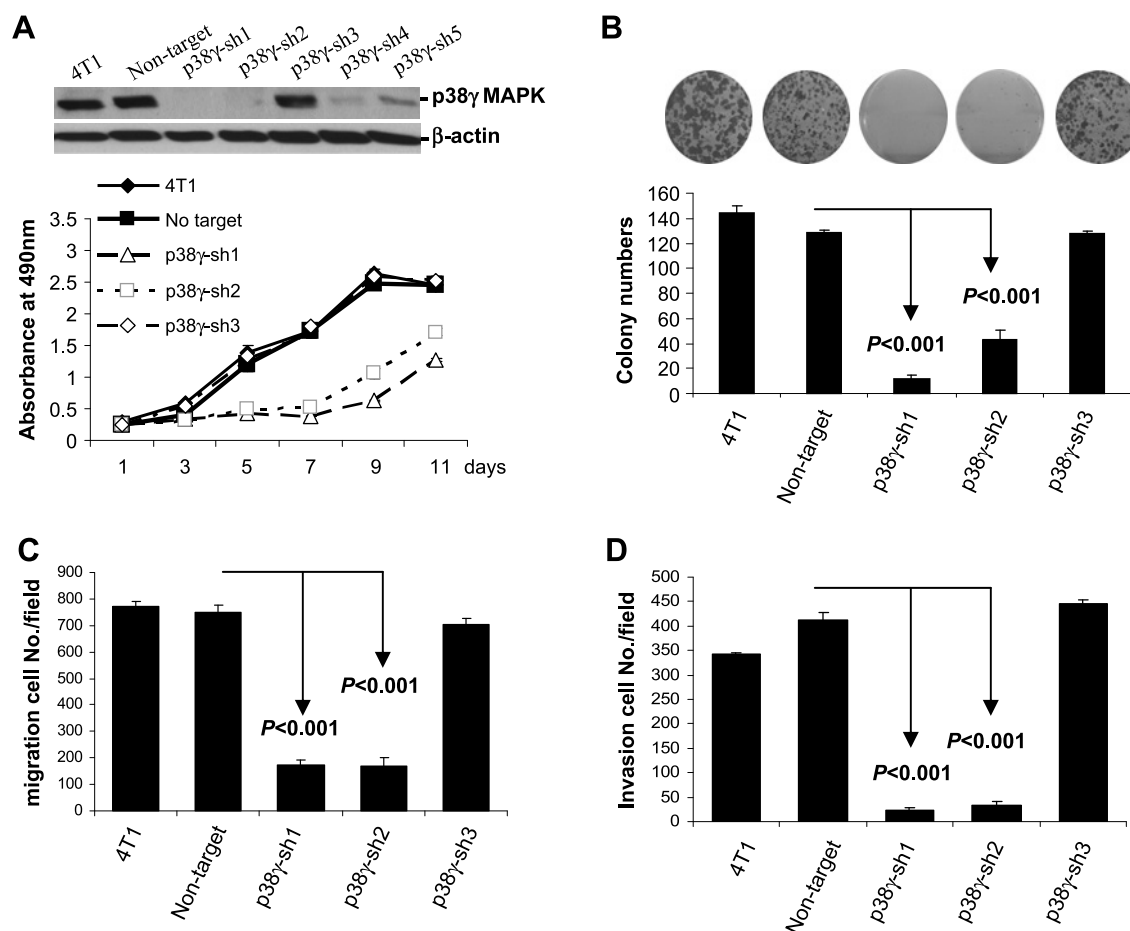 A
4T1
Non-target
p38γ-sh1
p38γ-sh2
p38γ-sh3
p38γ-sh4
p38γ-sh5
p38γ MAPK
β-actin
4T1
No target
p38γ-sh1
p38γ-sh2
p38γ-sh3
Absorbance at 490nm
3.5
3
2.5
2
1.5
1
0.5
0
1 3 5 7 9 11 days
B
Colony numbers
160
140
120
100
80
60
40
20
0
P<0.001
P<0.001
4T1
Non-target
p38γ-sh1
p38γ-sh2
p38γ-sh3
C
migration cell No./field
900
800
700
600
500
400
300
200
100
0
P<0.001
P<0.001
4T1
Non-target
p38γ-sh1
p38γ-sh2
p38γ-sh3
D
Invasion cell No./field
500
450
400
350
300
250
200
150
100
50
0
P<0.001
P<0.001
4T1
Non-target
p38γ-sh1
p38γ-sh2
p38γ-sh3